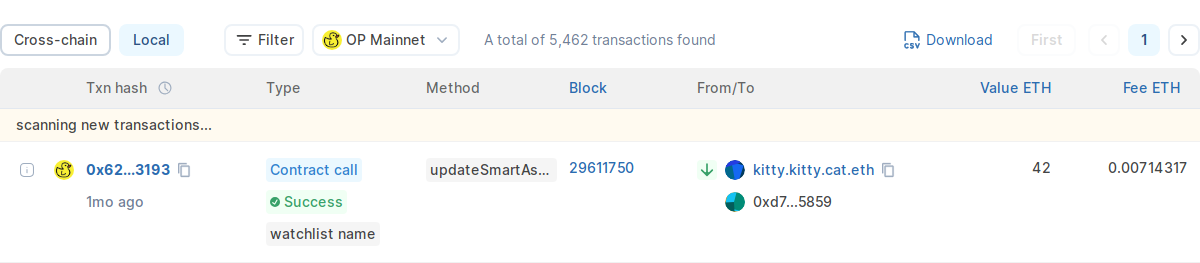 Cross-chain Local Filter OP Mainnet A total of 5,462 transactions found CSV Download First 1
Txn hash Type Method Block From/To Value ETH Fee ETH
scanning new transactions...
0x62...3193 Contract call updateSmartAs... 29611750 kitty.kitty.cat.eth 42 0.00714317
1mo ago Success 0xd7...5859
watchlist name